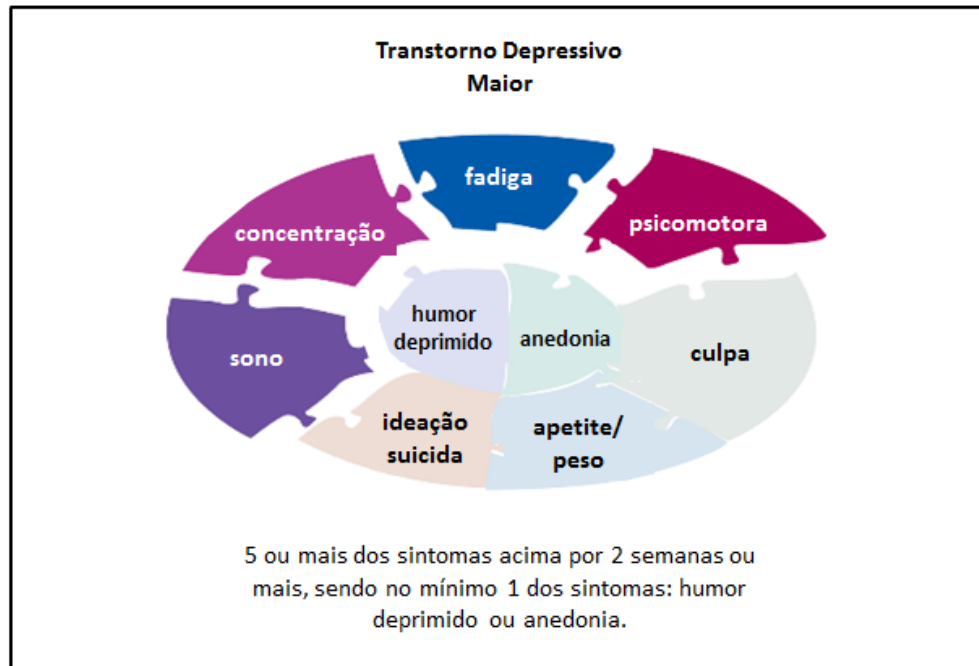 Transtorno Depressivo
Maior
fadiga
concentração
psicomotora
humor
deprimido
anedonia
sono
culpa
ideação
suicida
apetite/
peso
5 ou mais dos sintomas acima por 2 semanas ou
mais, sendo no mínimo 1 dos sintomas: humor
deprimido ou anedonia.